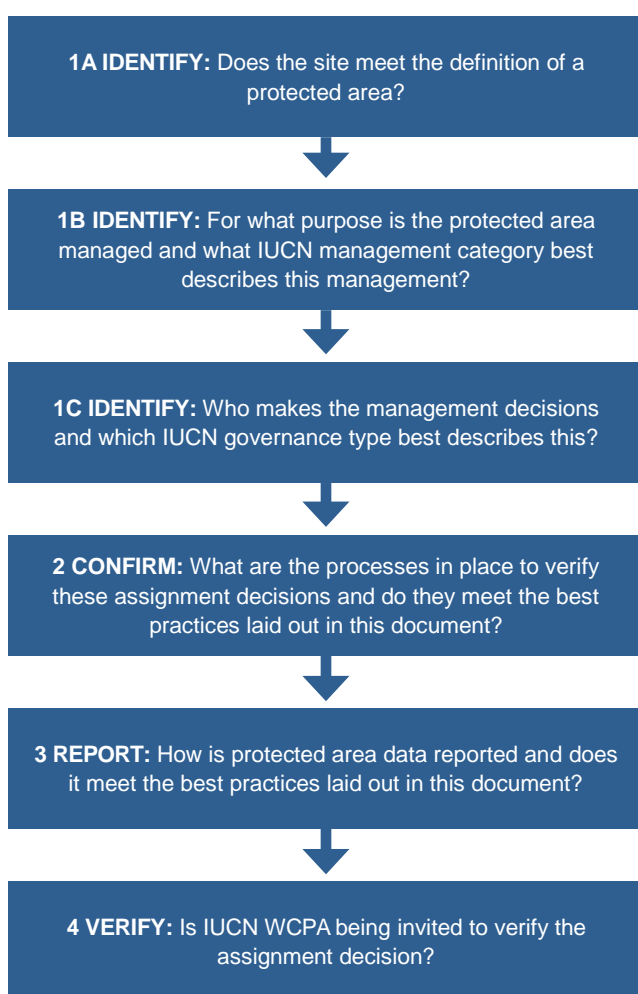 1A IDENTIFY: Does the site meet the definition of a
protected area?
1B IDENTIFY: For what purpose is the protected area
managed and what IUCN management category best
describes this management?
1C IDENTIFY: Who makes the management decisions
and which IUCN governance type best describes this?
2 CONFIRM: What are the processes in place to verify
these assignment decisions and do they meet the best
practices laid out in this document?
3 REPORT: How is protected area data reported and does
it meet the best practices laid out in this document?
4 VERIFY: Is IUCN WCPA being invited to verify the
assignment decision?